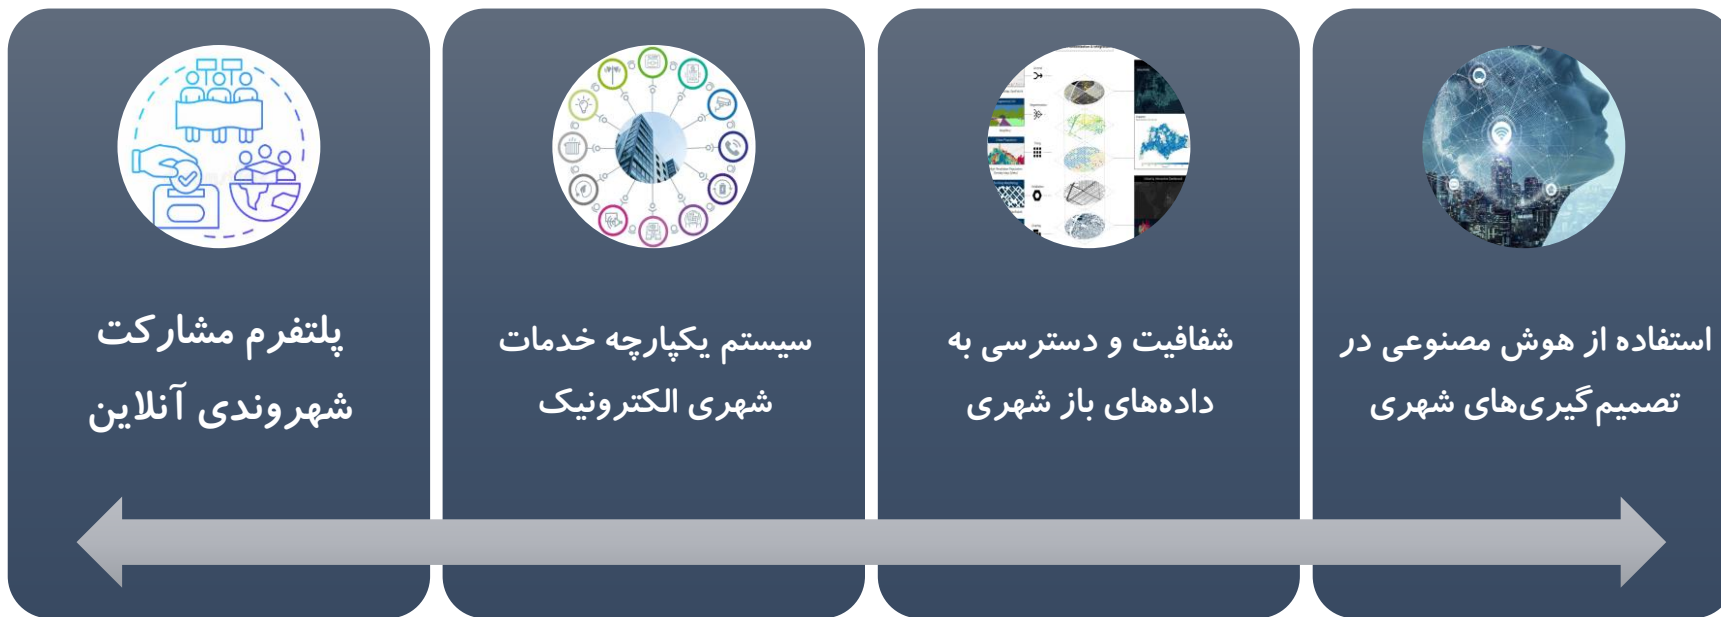 استفاده از هوش مصنوعی در
تصمیم‌گیری‌های شهری
شفافیت و دسترسی به
داده‌های باز شهری
سیستم یکپارچه خدمات
شهری الکترونیک
پلتفرم مشارکت
شهروندی آنلاین